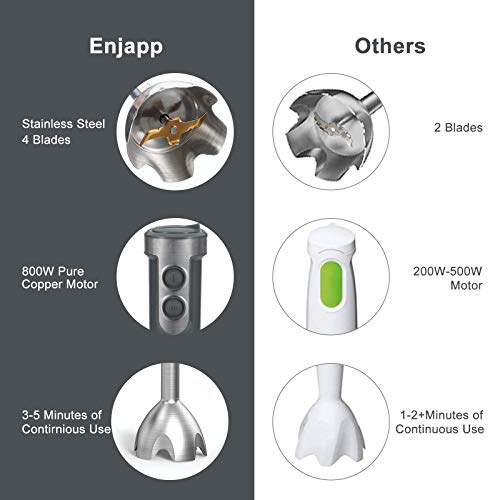 Enjapp
Others
Stainless Steel
4 Blades
2 Blades
800W Pure
Copper Motor
200W-500W
Motor
3-5 Minutes of
Contirnious Use
1-2+Minutes of
Continuous Use